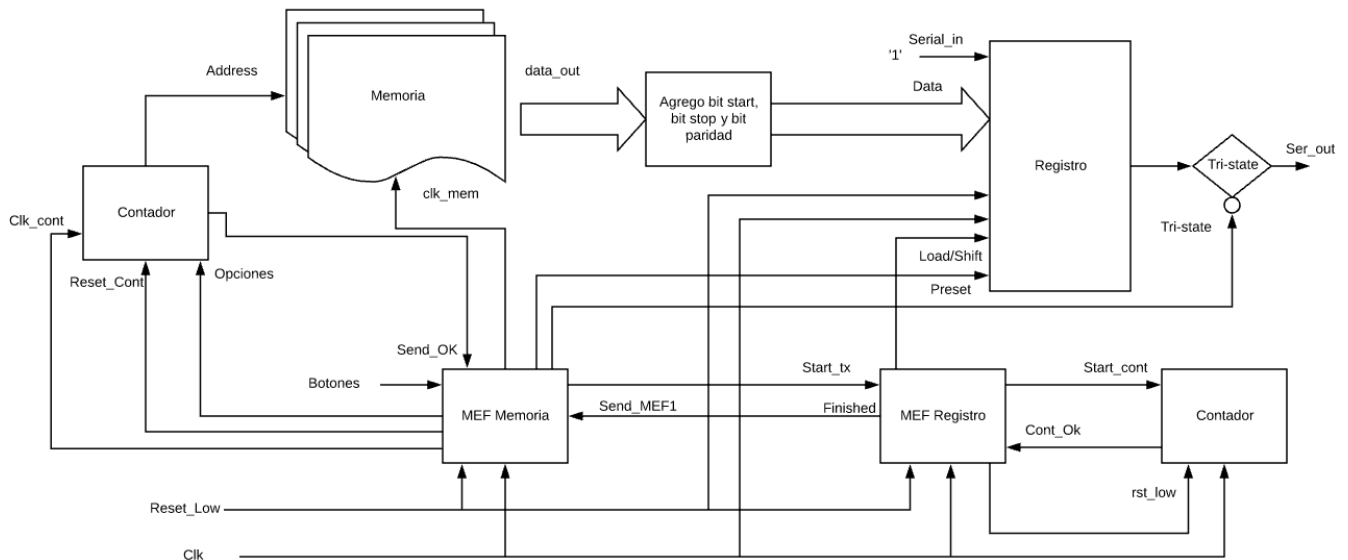 Serial_in
'1'
Address
data_out
Data
Memoria
Agrego bit start,
bit stop y bit
paridad
Registro
Tri-state
Ser_out
clk_mem
Contador
Clk_cont
Tri-state
Load/Shift
Opciones
Reset_Cont
Preset
Send_OK
Botones
Start_tx
Start_cont
MEF Memoria
Send_MEF1
Finished
MEF Registro
Contador
Cont_Ok
rst_low
Reset_Low
Clk